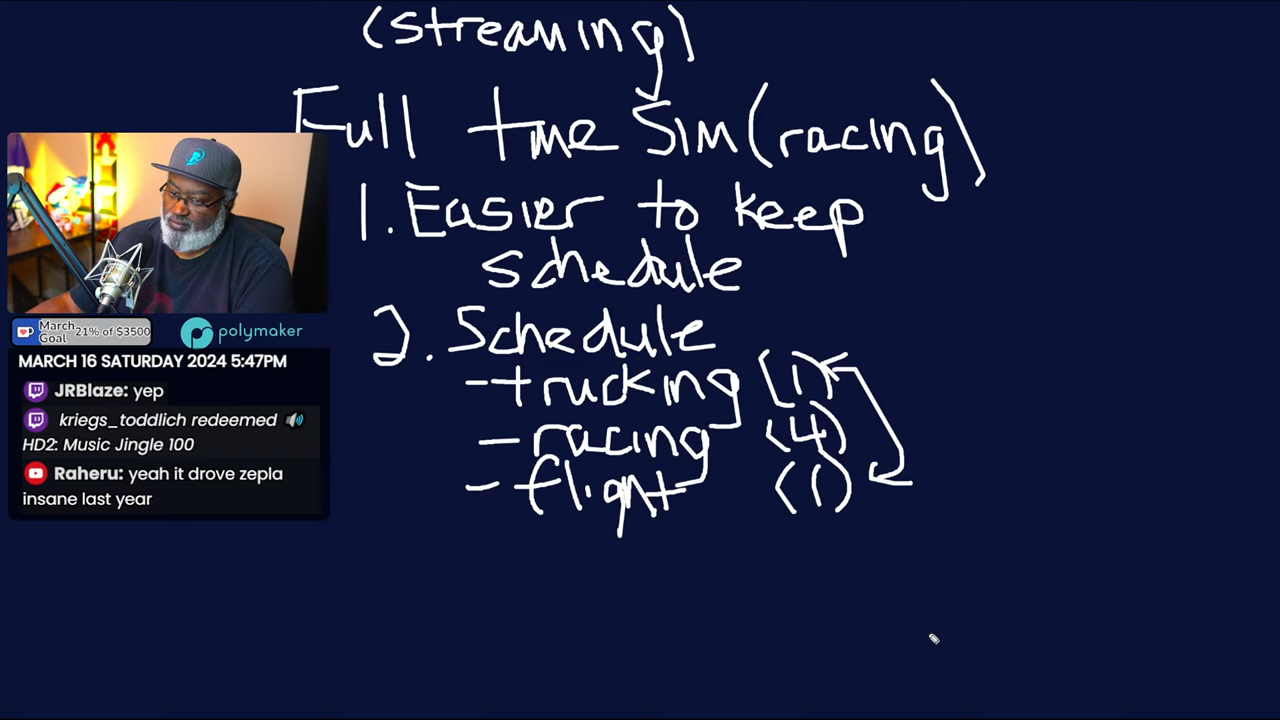 (streaming)
Full time Sim (racing)
1. Easier to keep
schedule
2. Schedule
- trucking (1)
- racing (4)
- flight (1)
March
Goal
21% of $3500
polymaker
MARCH 16 SATURDAY 2024 5:47PM
JRBlaze: yep
kriegs_toddlich redeemed
HD2: Music Jingle 100
Raheru: yeah it drove zepla
insane last year